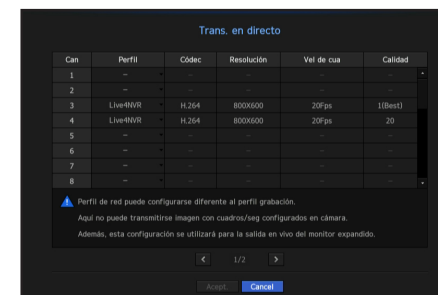 Trans. en directo
Can Perfil Códec Resolución Vel de cua Calidad
1 – – – – –
2 – – – – –
3 Live4NVR H.264 800X600 20Fps 1(Best)
4 Live4NVR H.264 800X600 20Fps 20
5 – – – – –
6 – – – – –
7 – – – – –
8 – – – – –
Perfil de red puede configurarse diferente al perfil grabación.
Aquí no puede transmitirse imagen con cuadros/seg configurados en cámara.
Además, esta configuración se utilizará para la salida en vivo del monitor expandido.
< 1/2 >
Acept. Cancel